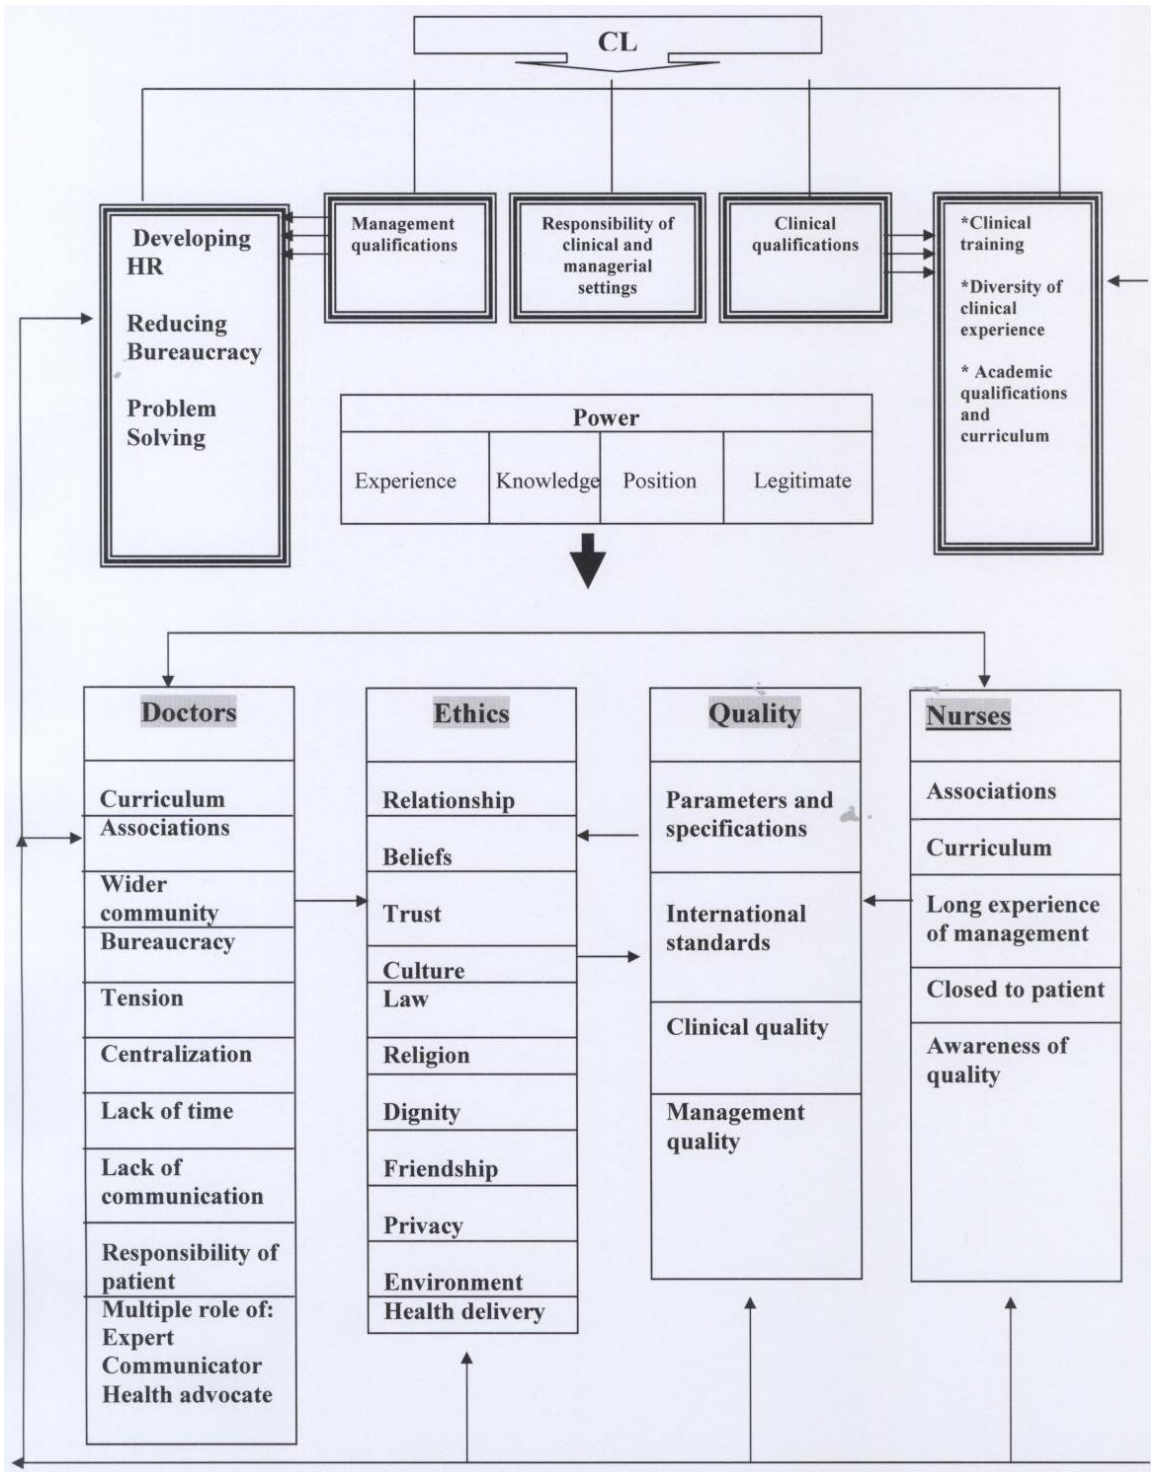 CL
Developing
HR
Reducing
Bureaucracy
Problem
Solving
Management
qualifications
Responsibility of
clinical and
managerial
settings
Clinical
qualifications
*Clinical
training
*Diversity of
clinical
experience
* Academic
qualifications
and
curriculum
Power
Experience
Knowledge
Position
Legitimate
Doctors
Curriculum
Associations
Wider
community
Bureaucracy
Tension
Centralization
Lack of time
Lack of
communication
Responsibility of
patient
Multiple role of:
Expert
Communicator
Health advocate
Ethics
Relationship
Beliefs
Trust
Culture
Law
Religion
Dignity
Friendship
Privacy
Environment
Health delivery
Quality
Parameters and
specifications
International
standards
Clinical quality
Management
quality
Nurses
Associations
Curriculum
Long experience
of management
Closed to patient
Awareness of
quality